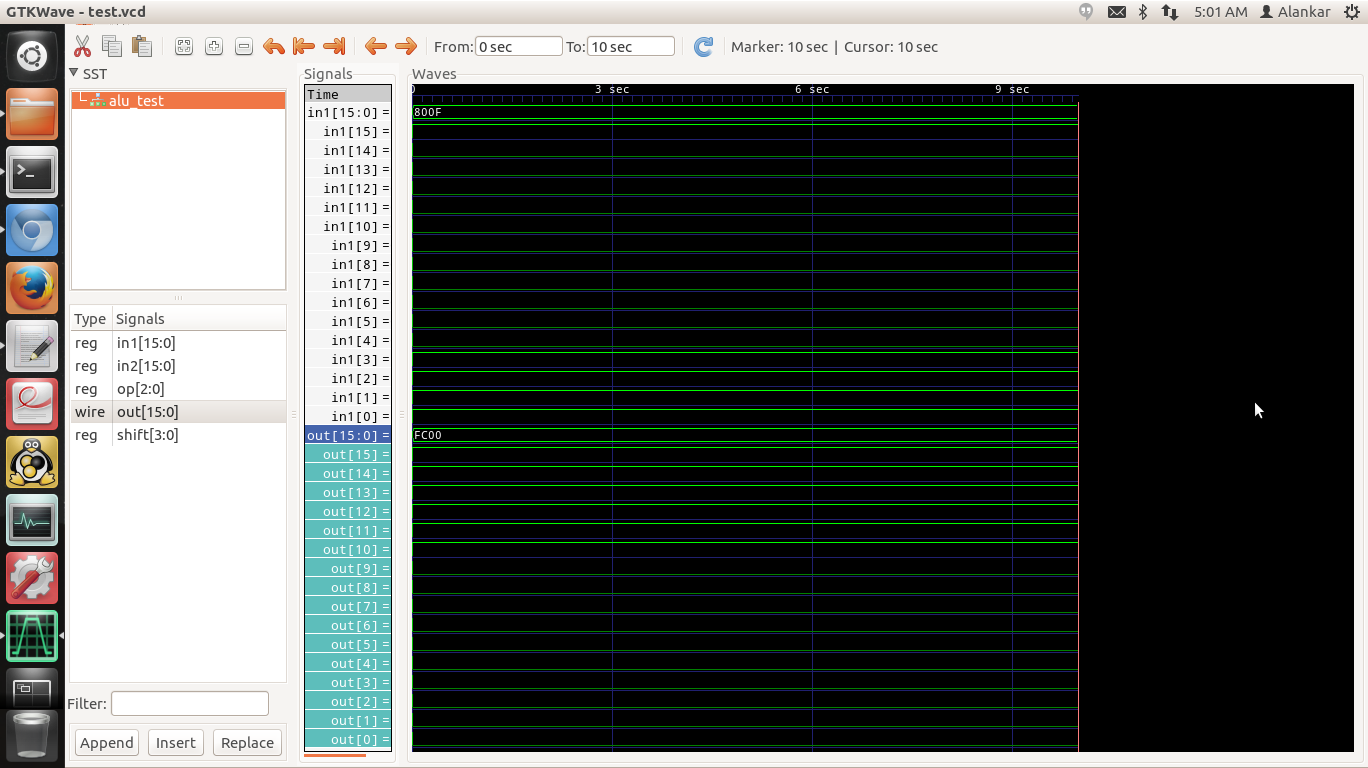 GTKWave - test.vcd
5:01 AM Alankar
From: 0 sec To: 10 sec Marker: 10 sec | Cursor: 10 sec
SST
alu_test
Type Signals
reg in1[15:0]
reg in2[15:0]
reg op[2:0]
wire out[15:0]
reg shift[3:0]
Filter:
Append Insert Replace
Signals
Time
in1[15:0] =
in1[15] =
in1[14] =
in1[13] =
in1[12] =
in1[11] =
in1[10] =
in1[9] =
in1[8] =
in1[7] =
in1[6] =
in1[5] =
in1[4] =
in1[3] =
in1[2] =
in1[1] =
in1[0] =
out[15:0] =
out[15] =
out[14] =
out[13] =
out[12] =
out[11] =
out[10] =
out[9] =
out[8] =
out[7] =
out[6] =
out[5] =
out[4] =
out[3] =
out[2] =
out[1] =
out[0] =
Waves
0 3 sec 6 sec 9 sec
800F
FC00